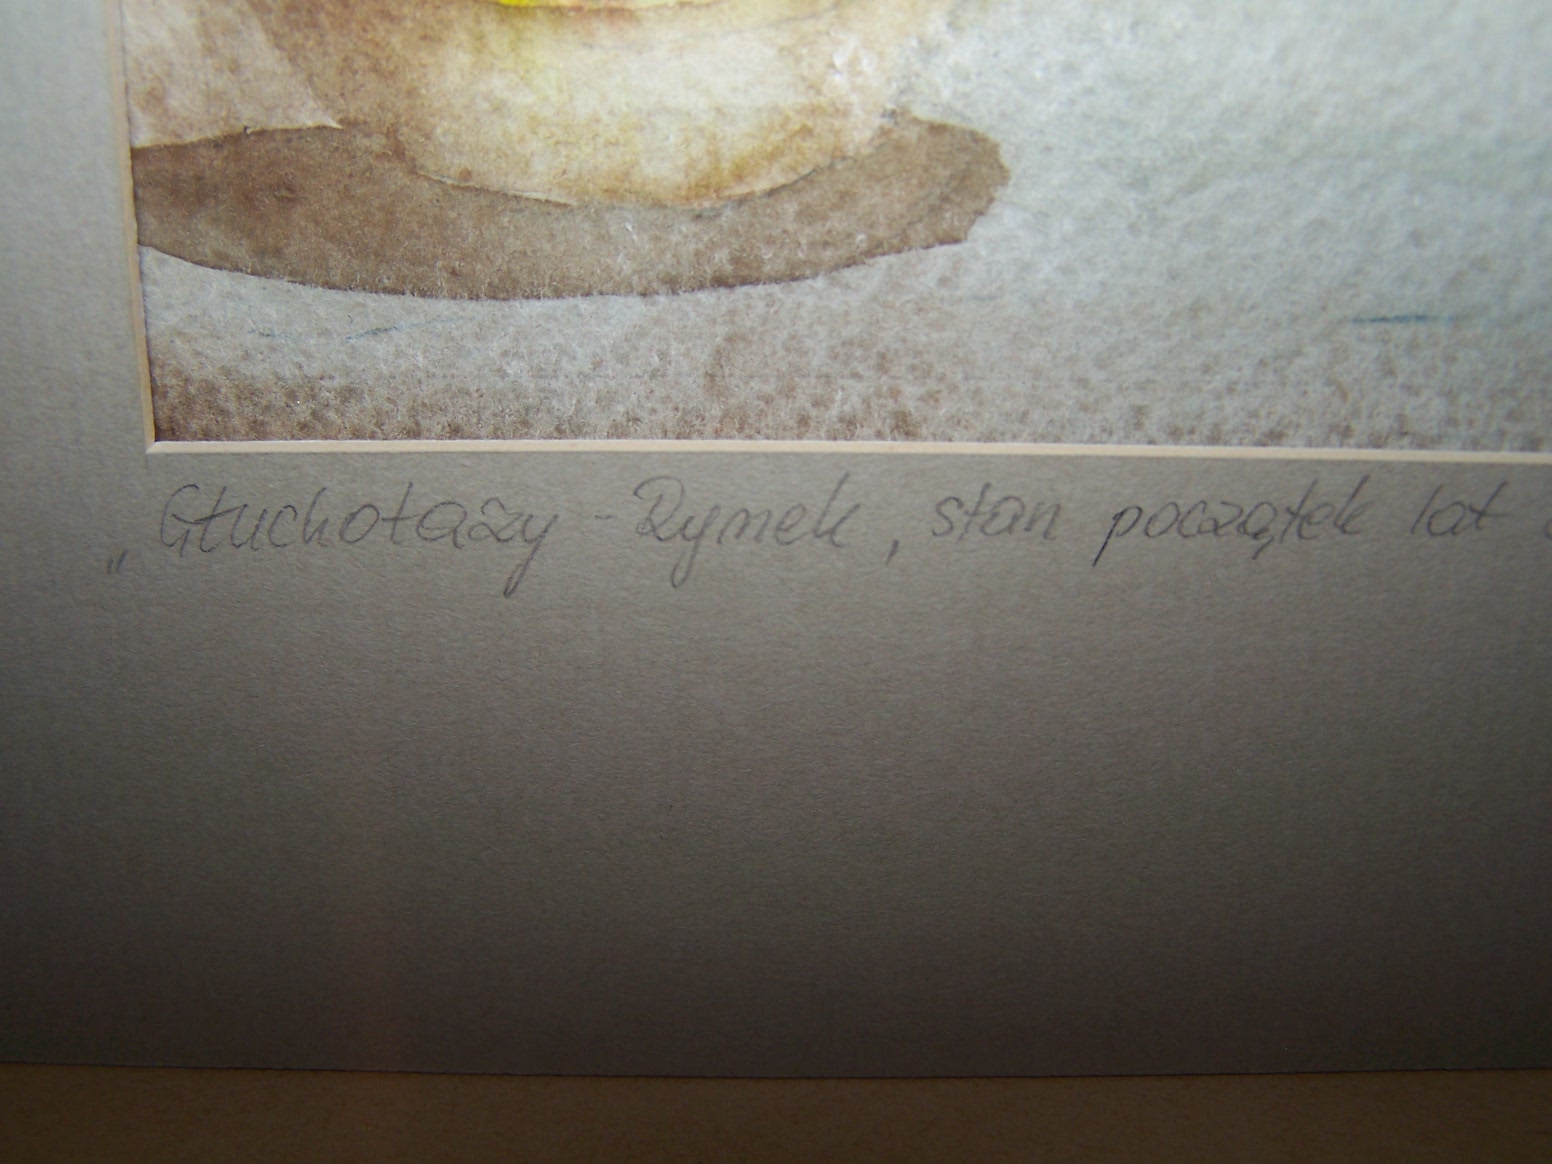 „Głuchołazy - Rynek, stan początek lat